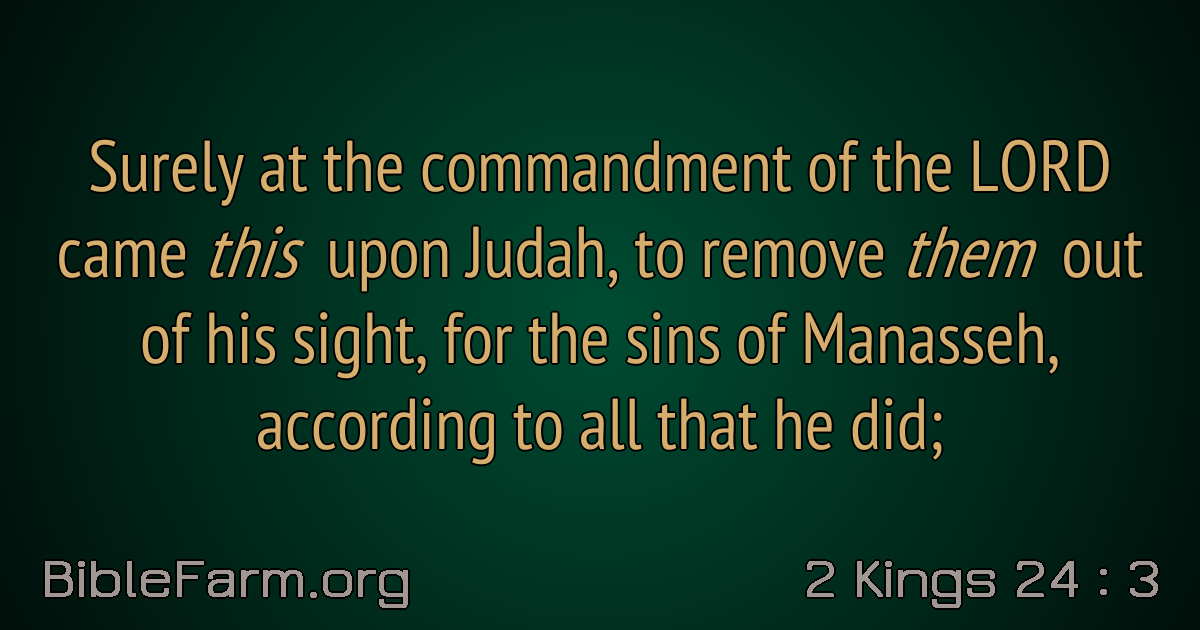 Surely at the commandment of the LORD
came this upon Judah, to remove them out
of his sight, for the sins of Manasseh,
according to all that he did;
BibleFarm.org
2 Kings 24 : 3